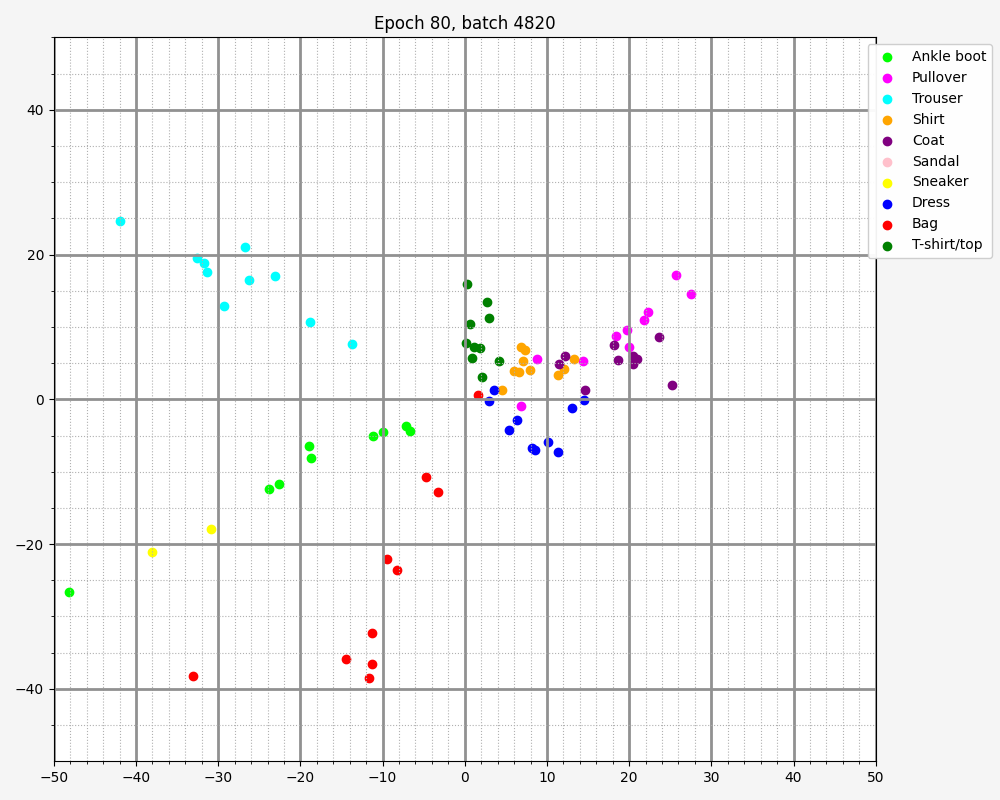 Epoch 80, batch 4820
Ankle boot
Pullover
Trouser
Shirt
Coat
Sandal
Sneaker
Dress
Bag
T-shirt/top
40
20
0
−20
−40
−50 −40 −30 −20 −10 0 10 20 30 40 50